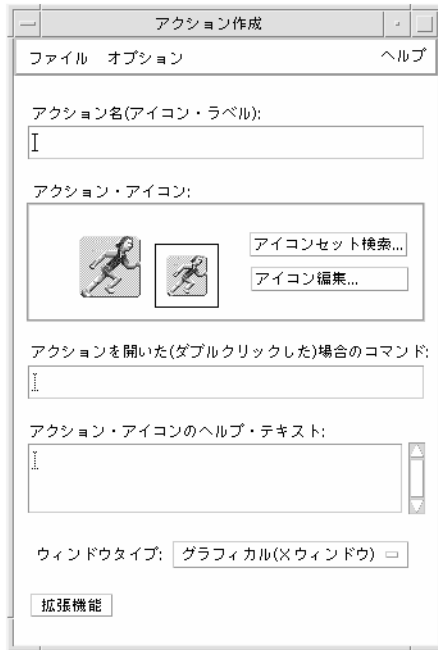 アクション作成
ファイル オプション ヘルプ
アクション名(アイコン・ラベル):
アクション・アイコン:
アイコンセット検索...
アイコン編集...
アクションを開いた(ダブルクリックした)場合のコマンド:
アクション・アイコンのヘルプ・テキスト:
ウィンドウタイプ: グラフィカル(Xウィンドウ)
拡張機能